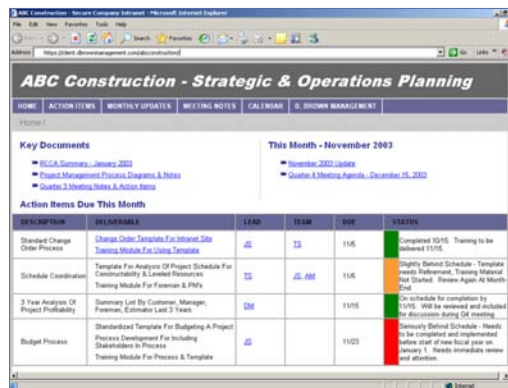 ABC Construction - Secure Company Intranet - Microsoft Internet Explorer
File Edit View Favorites Tools Help
Search Favorites
Address https://client.dbrownmanagement.com/abcconstruction/ Go Links
ABC Construction - Strategic & Operations Planning
HOME ACTION ITEMS MONTHLY UPDATES MEETING NOTES CALENDAR D. BROWN MANAGEMENT
Home /
Key Documents
RCCA Summary - January 2003
Project Management Process Diagrams & Notes
Quarter 3 Meeting Notes & Action Items
This Month - November 2003
November 2003 Update
Quarter 4 Meeting Agenda - December 15, 2003
Action Items Due This Month
DESCRIPTION DELIVERABLE LEAD TEAM DUE STATUS
Standard Change
Order Process
Change Order Template For Intranet Site
Training Module For Using Template
JS
TS
11/5
Completed 10/15. Training to be
delivered 11/15.
Schedule Coordination
Template For Analysis Of Project Schedule For
Constructability & Leveled Resources
Training Module For Foreman & PM's
TS
JS, AM
11/5
Slightly Behind Schedule - Template
needs Refinement, Training Material
Not Started. Review Again At Month
End.
3 Year Analysis Of
Project Profitability
Summary List By Customer, Manager,
Foreman, Estimator Last 3 Years
DM
11/15
On schedule for completion by
11/15. Will be reviewed and included
for discussion during Q4 meeting.
Budget Process
Standardized Template For Budgeting A Project
Process Development For Including
Stakeholders In Process
Training Module For Process & Template
JS
11/23
Seriously Behind Schedule - Needs
to be completed and implemented
before start of new fiscal year on
January 1. Needs immediate review
and attention.
Internet